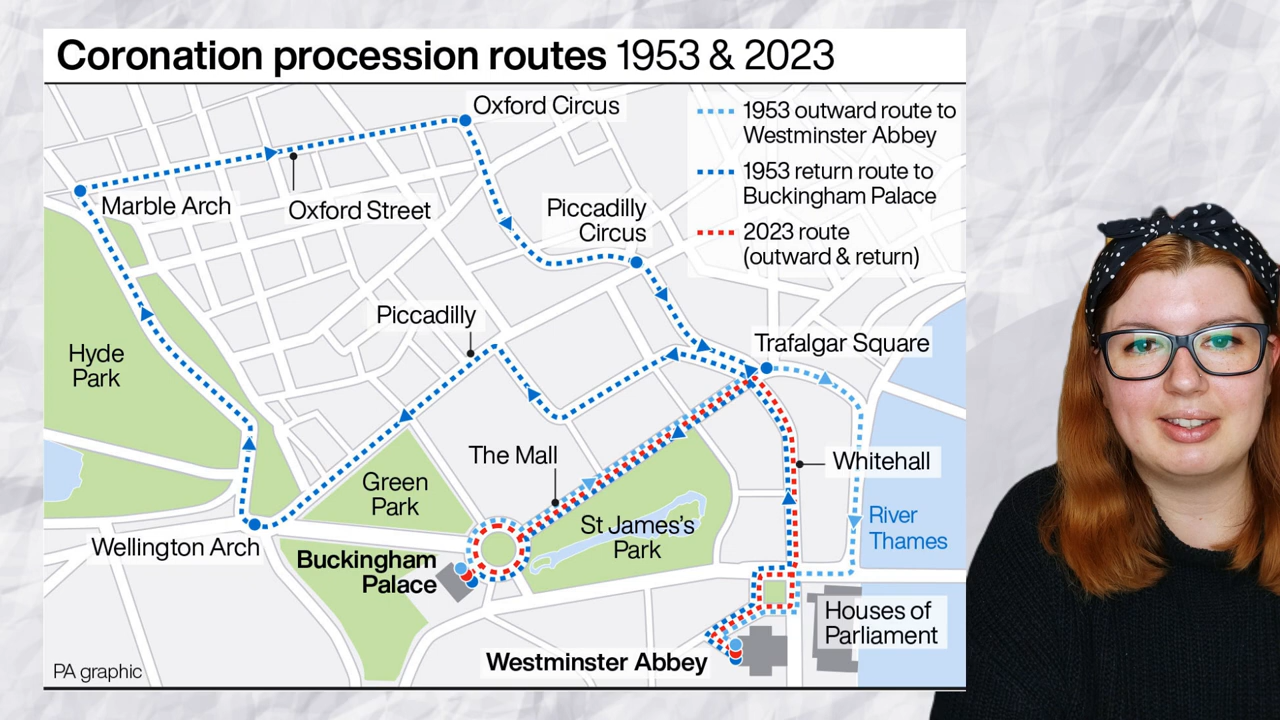 Coronation procession routes 1953 & 2023
Oxford Circus
1953 outward route to
Westminster Abbey
1953 return route to
Buckingham Palace
2023 route
(outward & return)
Marble Arch
Oxford Street
Piccadilly
Circus
Piccadilly
Trafalgar Square
Hyde
Park
The Mall
Whitehall
Green
Park
St James's
Park
River
Thames
Wellington Arch
Buckingham
Palace
Houses of
Parliament
Westminster Abbey
PA graphic